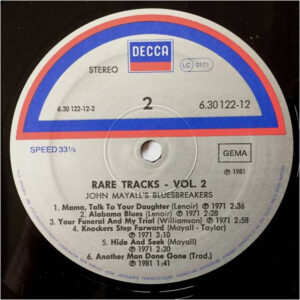 DECCA
STEREO
LC 0171
6.30 122-12-2
2
6.30 122-12
SPEED 33⅓
GEMA
℗ 1981
RARE TRACKS - VOL. 2
JOHN MAYALL'S BLUESBREAKERS
1. Mama, Talk To Your Daughter (Lenoir) ℗ 1971 2:36
2. Alabama Blues (Lenoir) ℗ 1971 2:28
3. Your Funeral And My Trial (Williamson) ℗ 1971 2:58
4. Knockers Step Forward (Mayall - Taylor)
℗ 1971 3:10
5. Hide And Seek (Mayall)
℗ 1971 2:20
6. Another Man Done Gone (Trad.)
℗ 1981 1:41